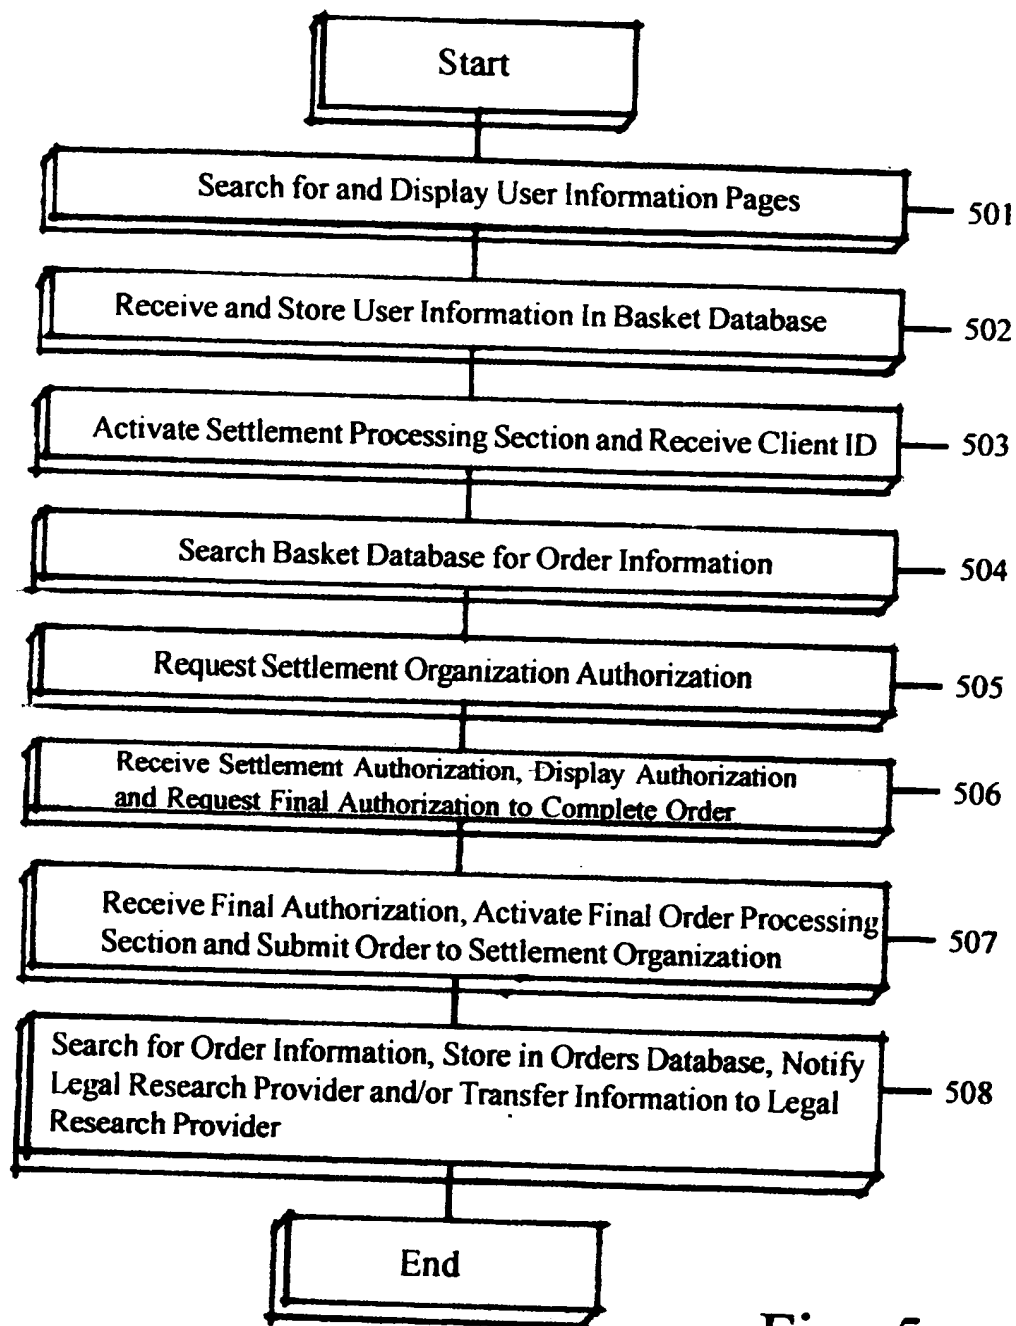 Start
Search for and Display User Information Pages
501
Receive and Store User Information In Basket Database
502
Activate Settlement Processing Section and Receive Client ID
503
Search Basket Database for Order Information
504
Request Settlement Organization Authorization
505
Receive Settlement Authorization, Display Authorization
and Request Final Authorization to Complete Order
506
Receive Final Authorization, Activate Final Order Processing
Section and Submit Order to Settlement Organization
507
Search for Order Information, Store in Orders Database, Notify
Legal Research Provider and/or Transfer Information to Legal
Research Provider
508
End